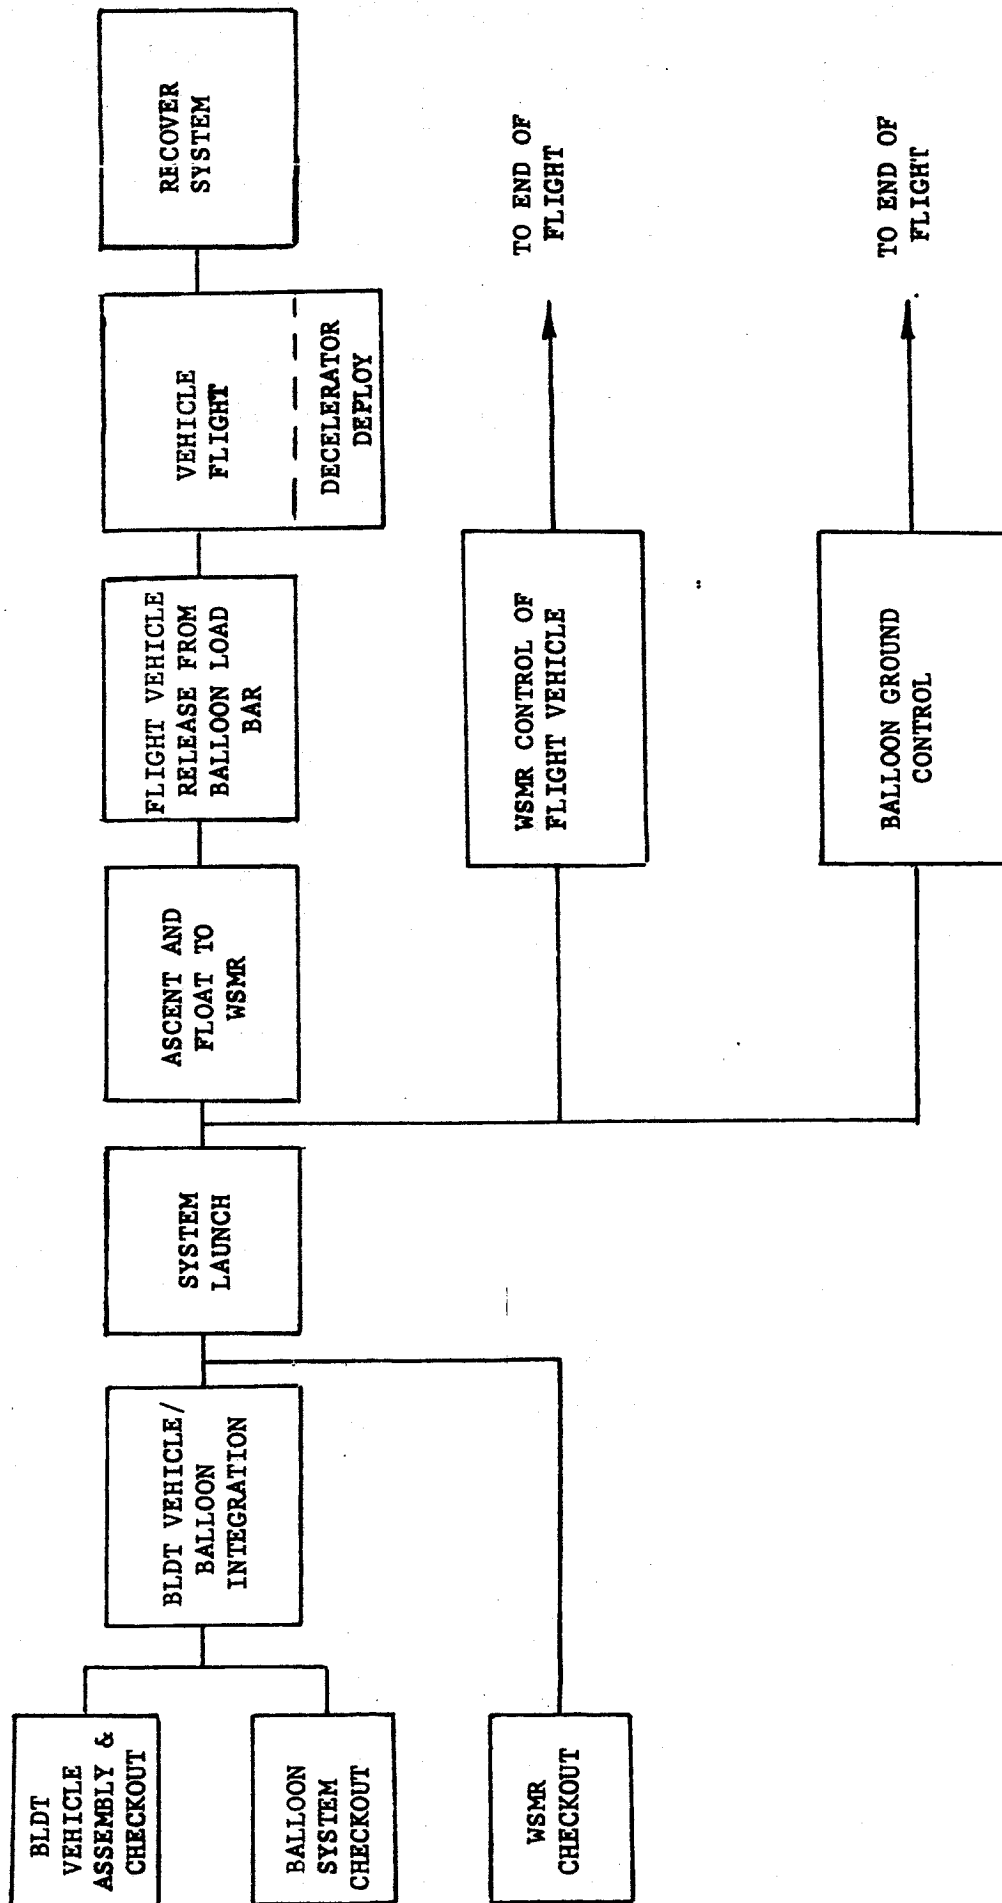 BLDT
VEHICLE
ASSEMBLY &
CHECKOUT
BALLOON
SYSTEM
CHECKOUT
WSMR
CHECKOUT
BLDT VEHICLE/
BALLOON
INTEGRATION
SYSTEM
LAUNCH
ASCENT AND
FLOAT TO
WSMR
FLIGHT VEHICLE
RELEASE FROM
BALLOON LOAD
BAR
VEHICLE
FLIGHT
DECELERATOR
DEPLOY
RECOVER
SYSTEM
WSMR CONTROL OF
FLIGHT VEHICLE
TO END OF
FLIGHT
BALLOON GROUND
CONTROL
TO END OF
FLIGHT